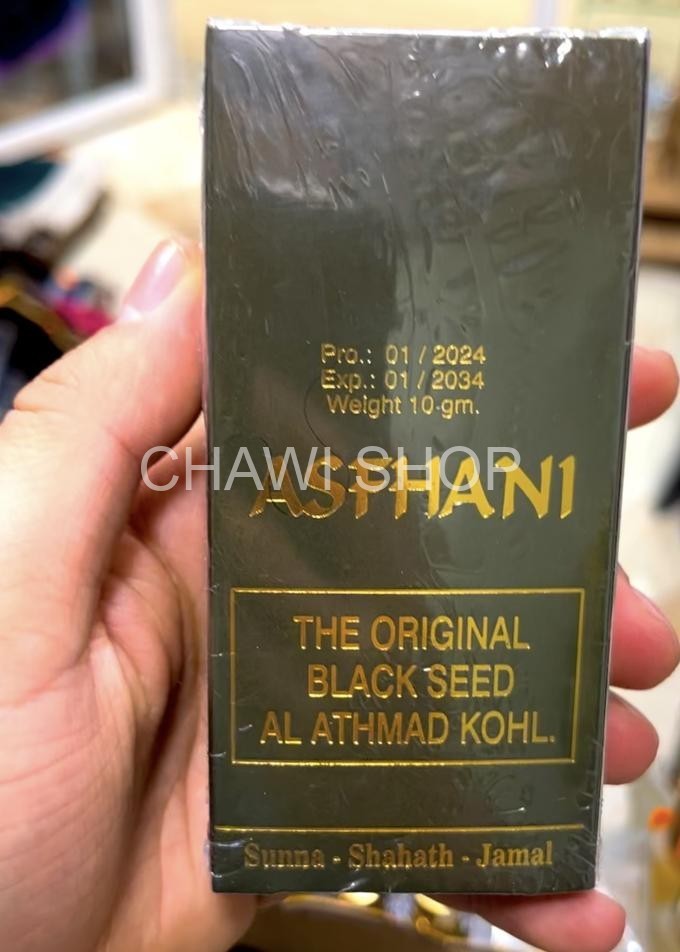 Pro.: 01 / 2024
Exp.: 01 / 2034
Weight 10-gm.
CHAWI SHOP
ASFHANI
THE ORIGINAL
BLACK SEED
AL ATHMAD KOHL.
Sunna - Shahath - Jamal